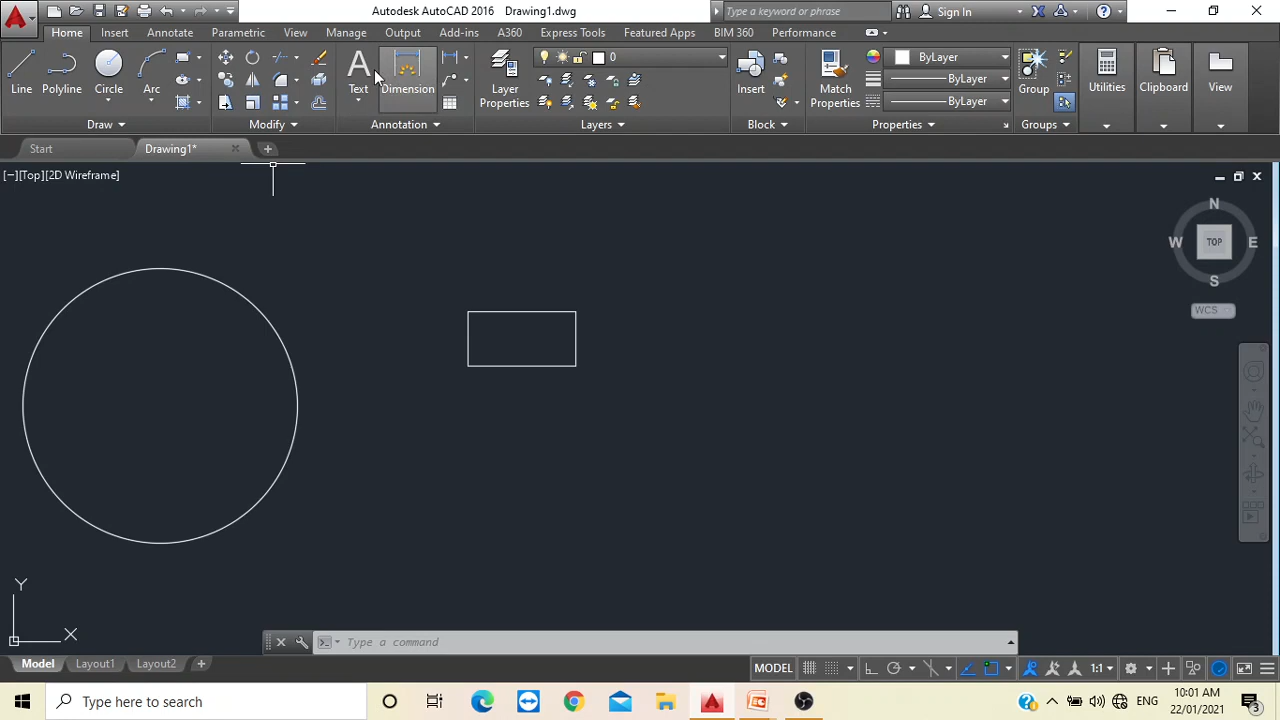 Autodesk AutoCAD 2016 Drawing1.dwg
Type a keyword or phrase
Sign In
Home Insert Annotate Parametric View Manage Output Add-ins A360 Express Tools Featured Apps BIM 360 Performance
Line Polyline Circle Arc
Text Dimension
Layer Properties
0
Insert
Match Properties
ByLayer
ByLayer
ByLayer
Group Utilities Clipboard View
Draw Modify Annotation Layers Block Properties Groups
Start Drawing1*
[−][Top][2D Wireframe]
N
W TOP E
S
WCS
Y
X
Type a command
Model Layout1 Layout2
MODEL 1:1
Type here to search
ENG
10:01 AM
22/01/2021
3